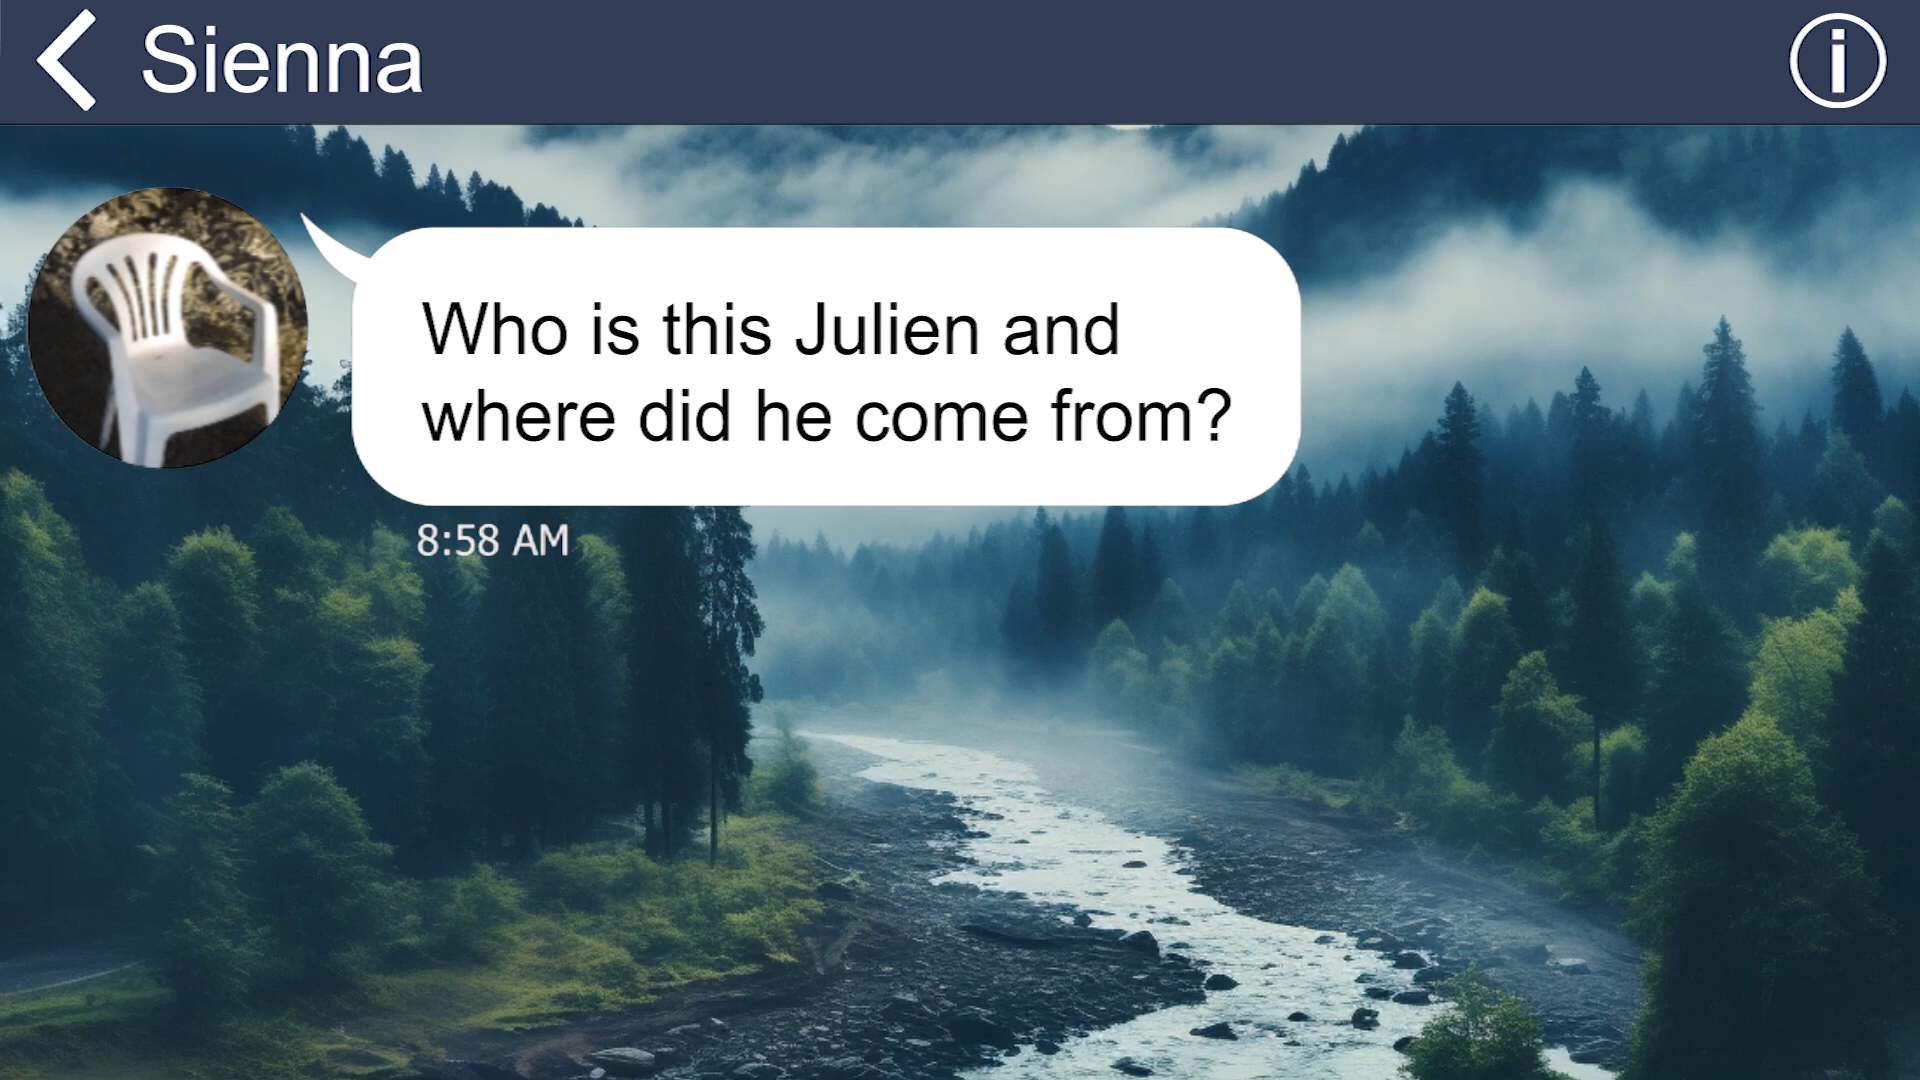 Sienna
Who is this Julien and
where did he come from?
8:58 AM